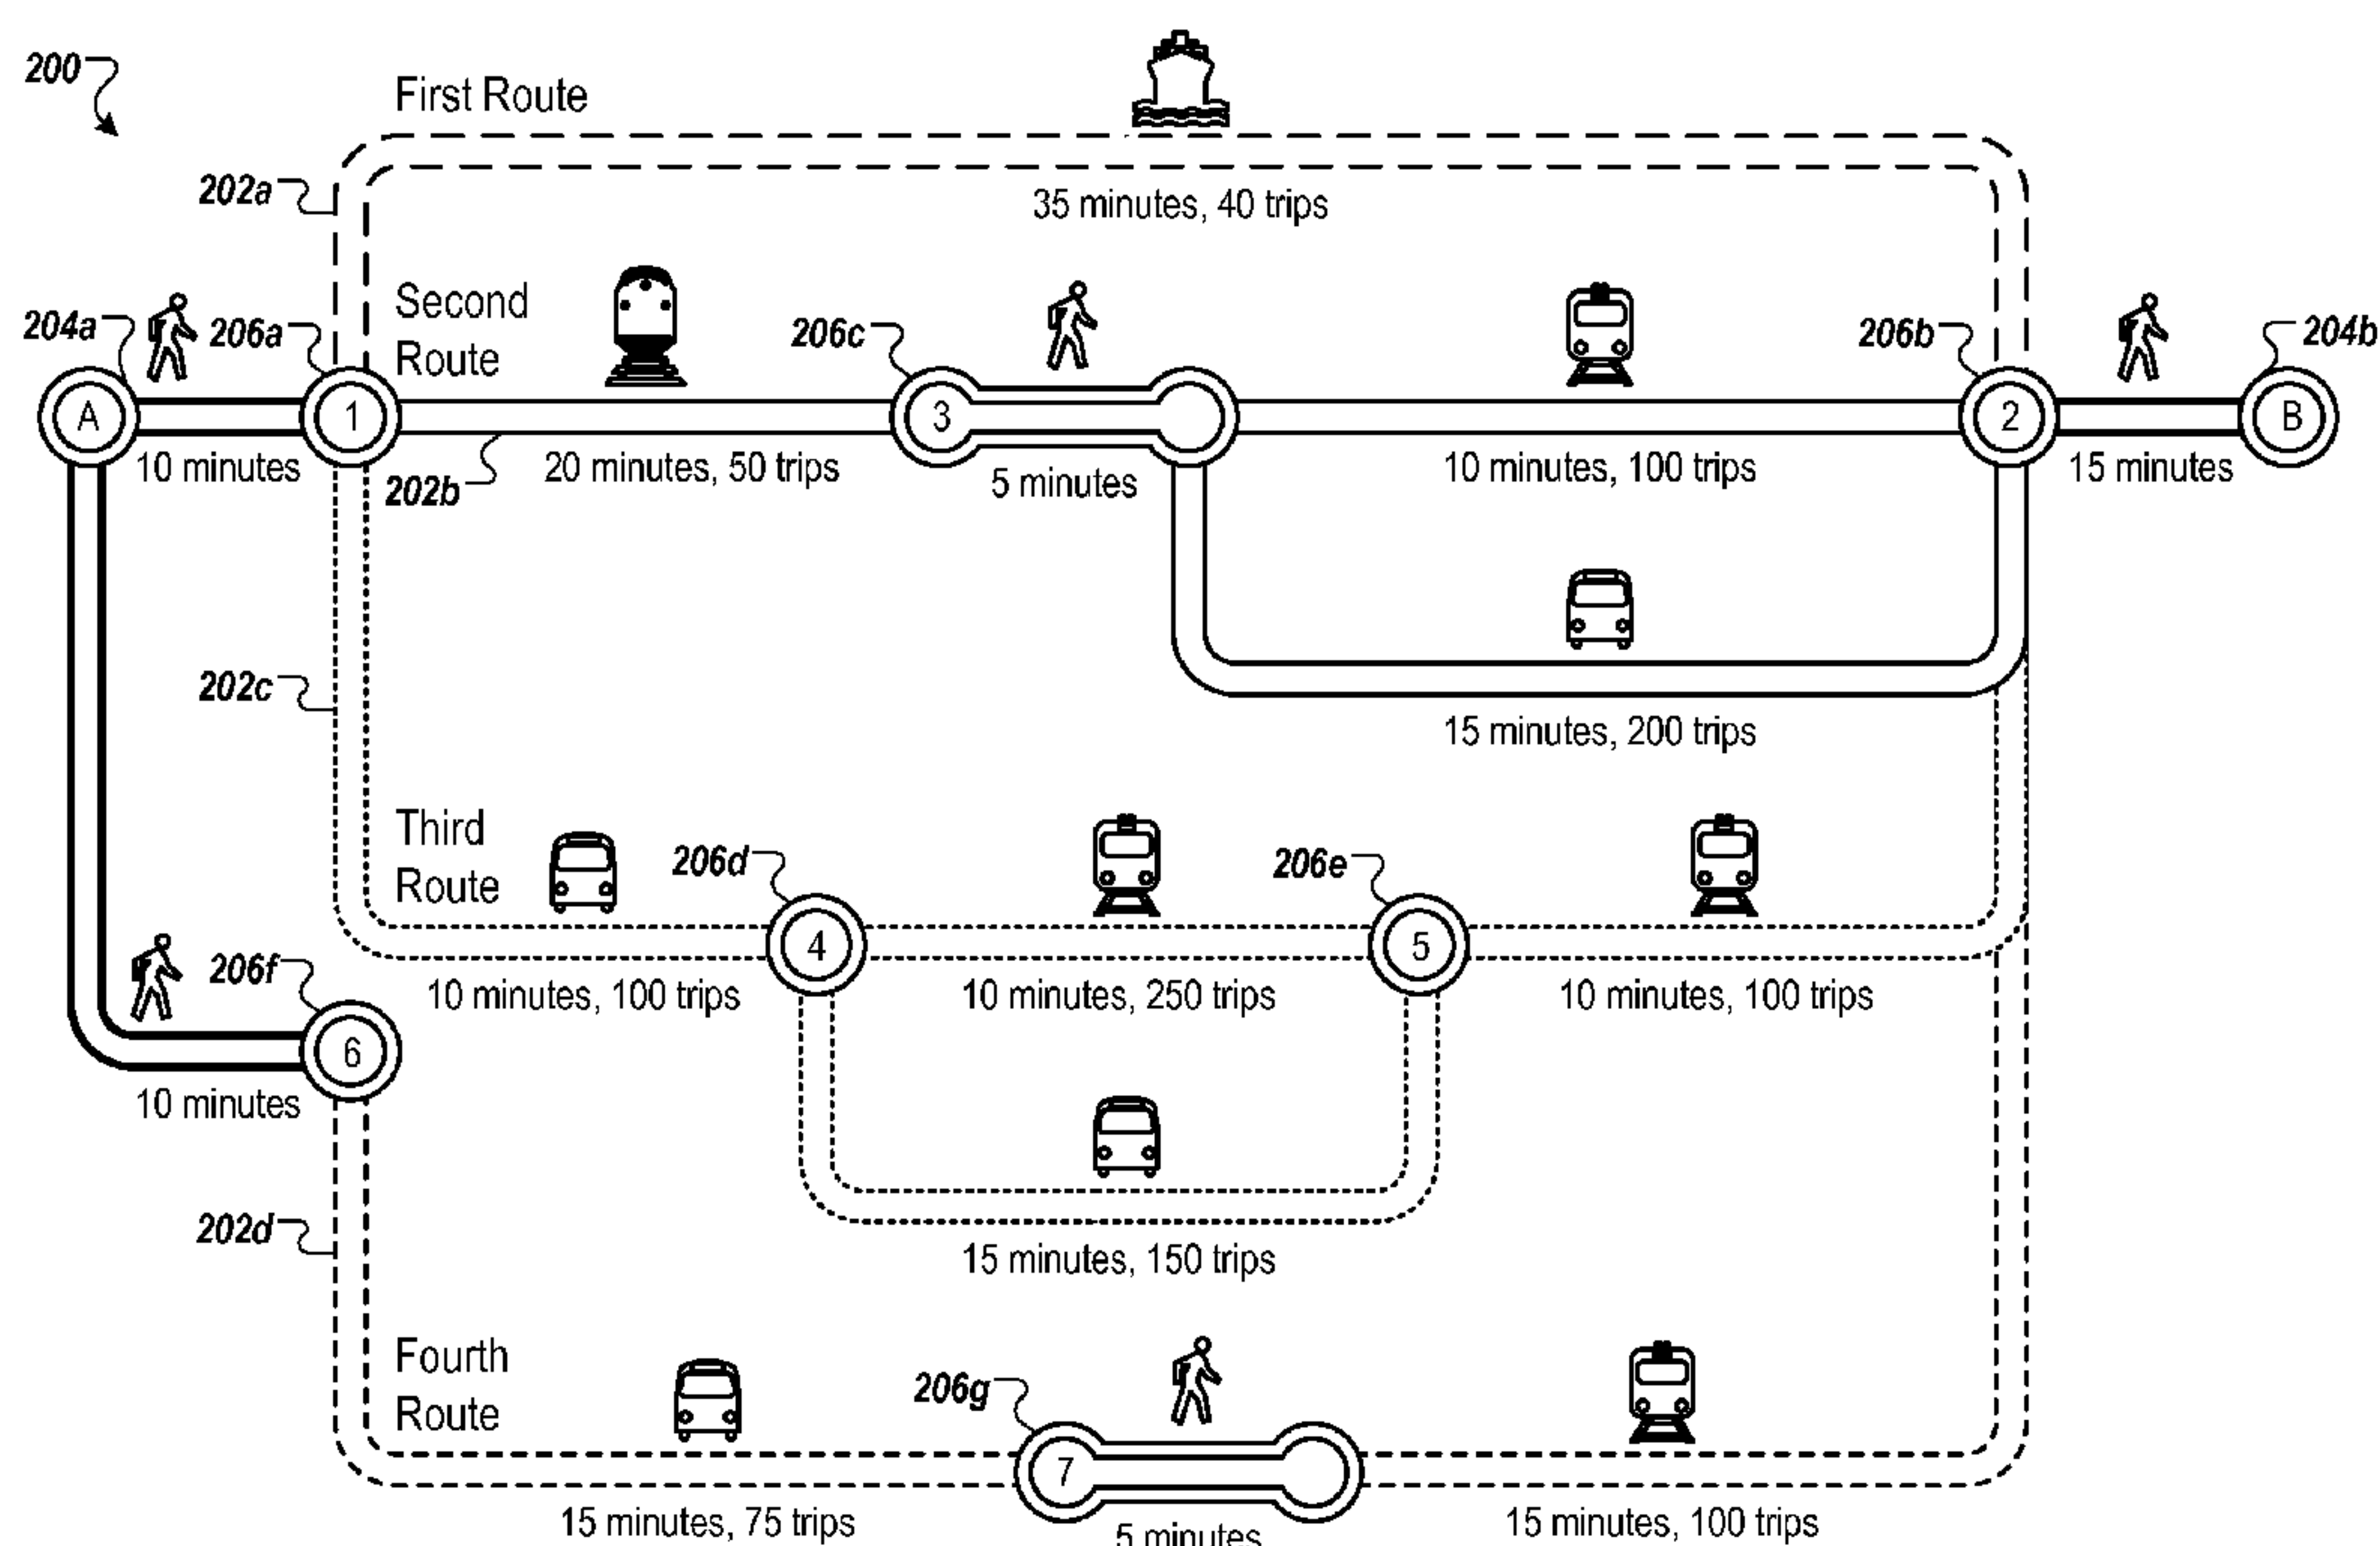 200
First Route
202a
35 minutes, 40 trips
204a
206a
Second
Route
206c
206b
204b
A
1
3
2
B
10 minutes
202b
20 minutes, 50 trips
5 minutes
10 minutes, 100 trips
15 minutes
202c
15 minutes, 200 trips
Third
Route
206d
206e
4
5
206f
10 minutes, 100 trips
10 minutes, 250 trips
10 minutes, 100 trips
6
10 minutes
202d
15 minutes, 150 trips
Fourth
Route
206g
7
15 minutes, 75 trips
5 minutes
15 minutes, 100 trips